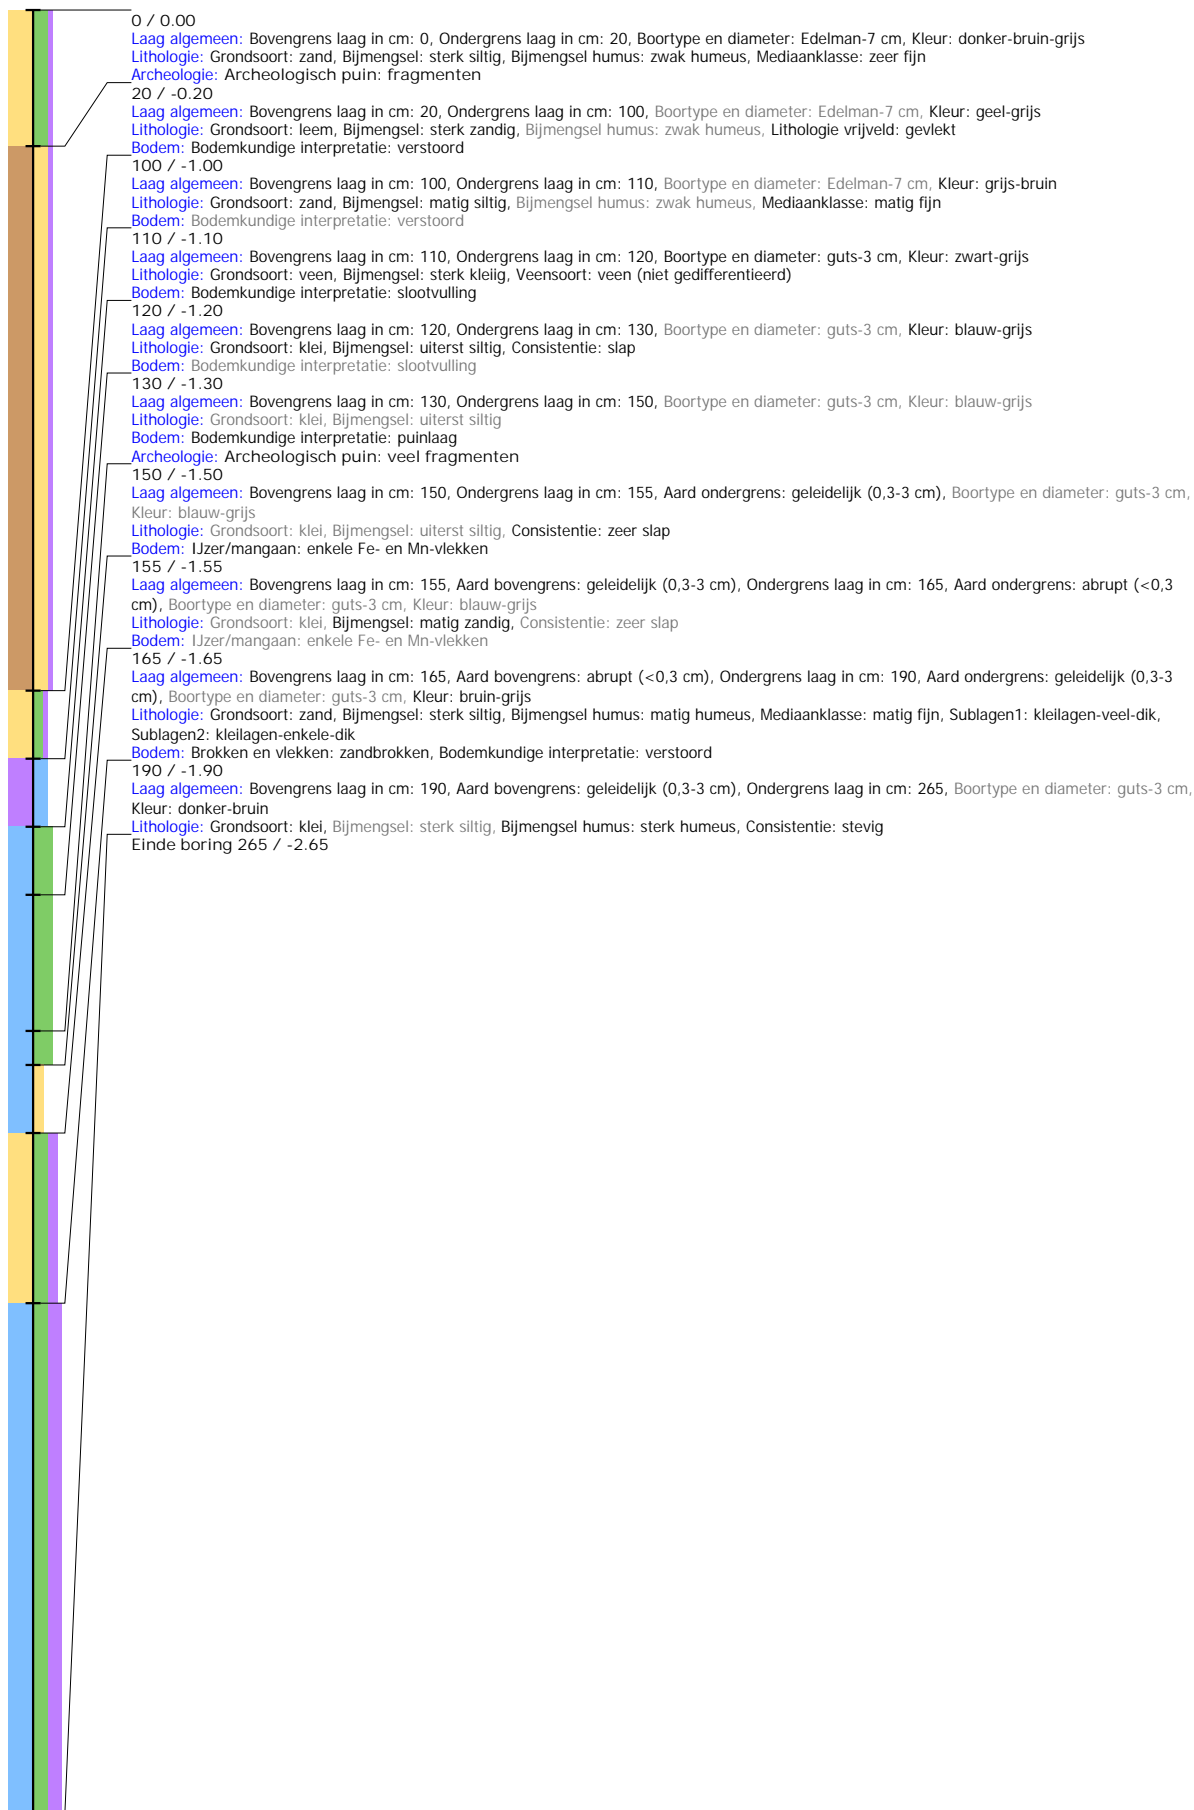 0 / 0.00
Laag algemeen: Bovengrens laag in cm: 0, Ondergrens laag in cm: 20, Boortype en diameter: Edelman-7 cm, Kleur: donker-bruin-grijs
Lithologie: Grondsoort: zand, Bijmengsel: sterk siltig, Bijmengsel humus: zwak humeus, Mediaanklasse: zeer fijn
Archeologie: Archeologisch puin: fragmenten
20 / -0.20
Laag algemeen: Bovengrens laag in cm: 20, Ondergrens laag in cm: 100, Boortype en diameter: Edelman-7 cm, Kleur: geel-grijs
Lithologie: Grondsoort: leem, Bijmengsel: sterk zandig, Bijmengsel humus: zwak humeus, Lithologie vrijveld: gevlekt
Bodem: Bodemkundige interpretatie: verstoord
100 / -1.00
Laag algemeen: Bovengrens laag in cm: 100, Ondergrens laag in cm: 110, Boortype en diameter: Edelman-7 cm, Kleur: grijs-bruin
Lithologie: Grondsoort: zand, Bijmengsel: matig siltig, Bijmengsel humus: zwak humeus, Mediaanklasse: matig fijn
Bodem: Bodemkundige interpretatie: verstoord
110 / -1.10
Laag algemeen: Bovengrens laag in cm: 110, Ondergrens laag in cm: 120, Boortype en diameter: guts-3 cm, Kleur: zwart-grijs
Lithologie: Grondsoort: veen, Bijmengsel: sterk kleiig, Veensoort: veen (niet gedifferentieerd)
Bodem: Bodemkundige interpretatie: slootvulling
120 / -1.20
Laag algemeen: Bovengrens laag in cm: 120, Ondergrens laag in cm: 130, Boortype en diameter: guts-3 cm, Kleur: blauw-grijs
Lithologie: Grondsoort: klei, Bijmengsel: uiterst siltig, Consistentie: slap
Bodem: Bodemkundige interpretatie: slootvulling
130 / -1.30
Laag algemeen: Bovengrens laag in cm: 130, Ondergrens laag in cm: 150, Boortype en diameter: guts-3 cm, Kleur: blauw-grijs
Lithologie: Grondsoort: klei, Bijmengsel: uiterst siltig
Bodem: Bodemkundige interpretatie: puinlaag
Archeologie: Archeologisch puin: veel fragmenten
150 / -1.50
Laag algemeen: Bovengrens laag in cm: 150, Ondergrens laag in cm: 155, Aard ondergrens: geleidelijk (0,3-3 cm), Boortype en diameter: guts-3 cm,
Kleur: blauw-grijs
Lithologie: Grondsoort: klei, Bijmengsel: uiterst siltig, Consistentie: zeer slap
Bodem: IJzer/mangaan: enkele Fe- en Mn-vlekken
155 / -1.55
Laag algemeen: Bovengrens laag in cm: 155, Aard bovengrens: geleidelijk (0,3-3 cm), Ondergrens laag in cm: 165, Aard ondergrens: abrupt (<0,3
cm), Boortype en diameter: guts-3 cm, Kleur: blauw-grijs
Lithologie: Grondsoort: klei, Bijmengsel: matig zandig, Consistentie: zeer slap
Bodem: IJzer/mangaan: enkele Fe- en Mn-vlekken
165 / -1.65
Laag algemeen: Bovengrens laag in cm: 165, Aard bovengrens: abrupt (<0,3 cm), Ondergrens laag in cm: 190, Aard ondergrens: geleidelijk (0,3-3
cm), Boortype en diameter: guts-3 cm, Kleur: bruin-grijs
Lithologie: Grondsoort: zand, Bijmengsel: sterk siltig, Bijmengsel humus: matig humeus, Mediaanklasse: matig fijn, Sublagen1: kleilagen-veel-dik,
Sublagen2: kleilagen-enkele-dik
Bodem: Brokken en vlekken: zandbrokken, Bodemkundige interpretatie: verstoord
190 / -1.90
Laag algemeen: Bovengrens laag in cm: 190, Aard bovengrens: geleidelijk (0,3-3 cm), Ondergrens laag in cm: 265, Boortype en diameter: guts-3 cm,
Kleur: donker-bruin
Lithologie: Grondsoort: klei, Bijmengsel: sterk siltig, Bijmengsel humus: sterk humeus, Consistentie: stevig
Einde boring 265 / -2.65